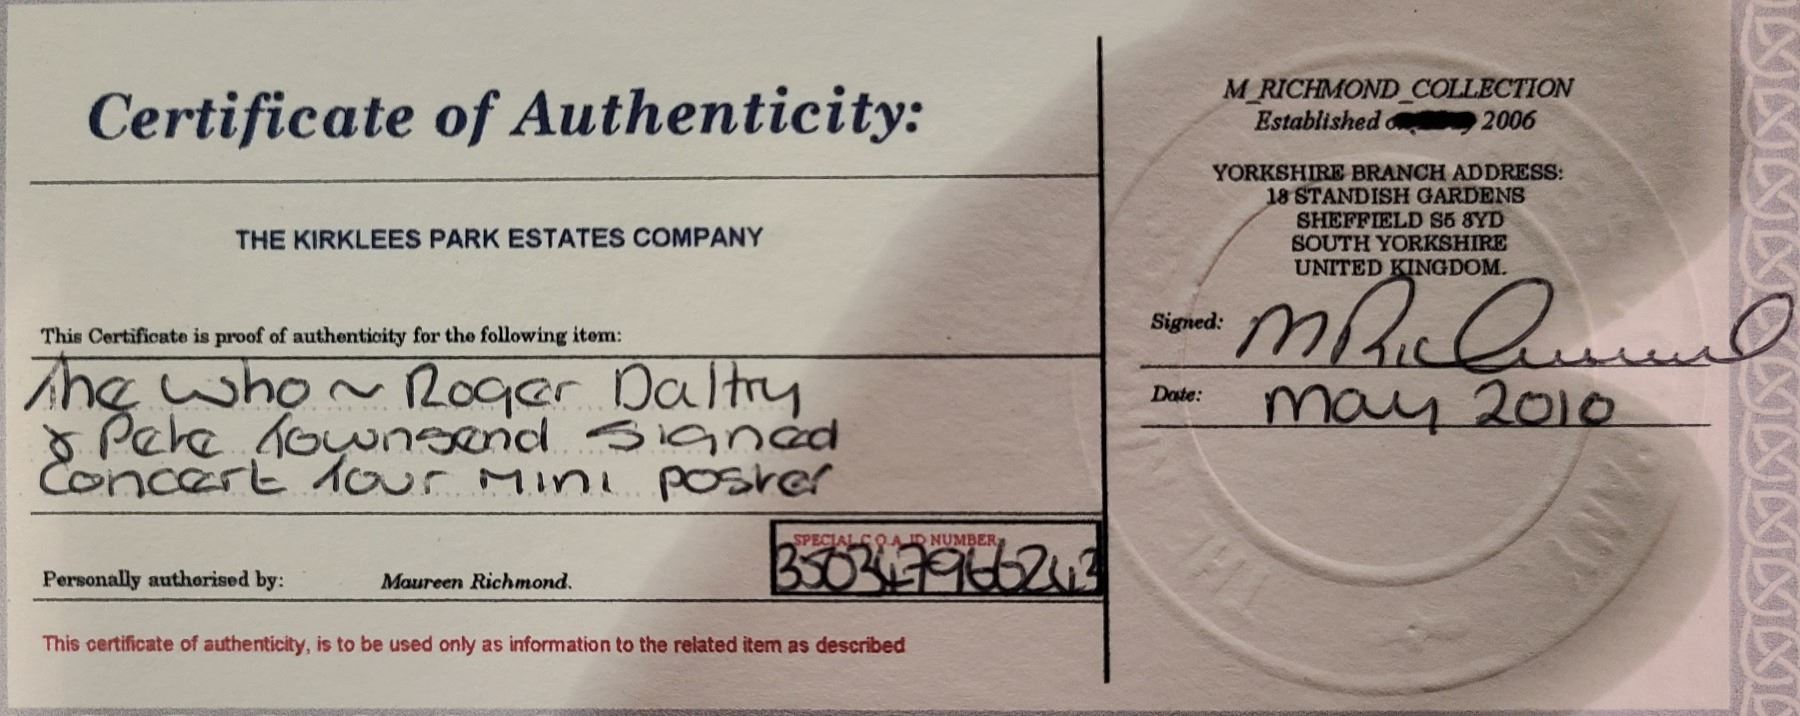 Certificate of Authenticity:
THE KIRKLEES PARK ESTATES COMPANY
This Certificate is proof of authenticity for the following item:
The Who ~ Roger Daltry
& Pete Townsend signed
Concert Tour Mini poster
SPECIAL C.O.A. ID NUMBER
350347966243
Personally authorised by: Maureen Richmond.
This certificate of authenticity, is to be used only as information to the related item as described
M_RICHMOND_COLLECTION
Established 2006
YORKSHIRE BRANCH ADDRESS:
18 STANDISH GARDENS
SHEFFIELD S5 8YD
SOUTH YORKSHIRE
UNITED KINGDOM.
Signed: M Richmond
Date: May 2010